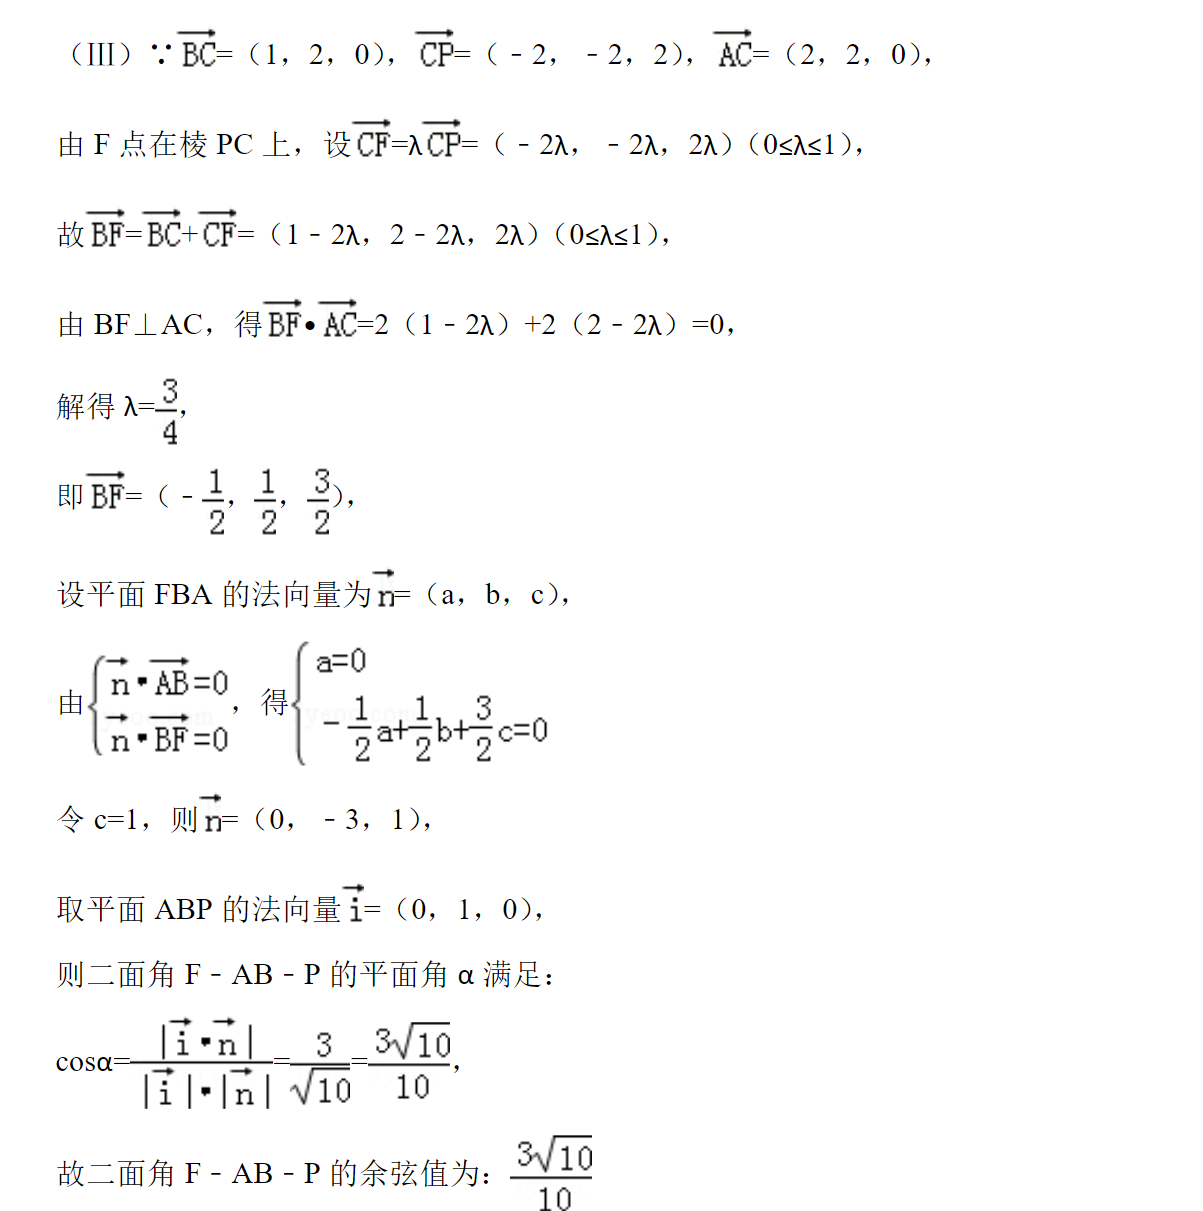 （Ⅲ）∵$\overrightarrow{BC}$=（1，2，0），$\overrightarrow{CP}$=（﹣2，﹣2，2），$\overrightarrow{AC}$=（2，2，0），
由 F 点在棱 PC 上，设$\overrightarrow{CF}$=λ$\overrightarrow{CP}$=（﹣2λ，﹣2λ，2λ）（0≤λ≤1），
故$\overrightarrow{BF}$=$\overrightarrow{BC}$+$\overrightarrow{CF}$=（1﹣2λ，2﹣2λ，2λ）（0≤λ≤1），
由 BF⊥AC，得$\overrightarrow{BF}$•$\overrightarrow{AC}$=2（1﹣2λ）+2（2﹣2λ）=0，
解得 λ=$\frac{3}{4}$，
即$\overrightarrow{BF}$=（﹣$\frac{1}{2}$，$\frac{1}{2}$，$\frac{3}{2}$），
设平面 FBA 的法向量为$\overrightarrow{n}$=（a，b，c），
由$\begin{cases}\overrightarrow{n}•\overrightarrow{AB}=0\\\overrightarrow{n}•\overrightarrow{BF}=0\end{cases}$，得$\begin{cases}a=0\\-\frac{1}{2}a+\frac{1}{2}b+\frac{3}{2}c=0\end{cases}$
令 c=1，则$\overrightarrow{n}$=（0，﹣3，1），
取平面 ABP 的法向量$\overrightarrow{i}$=（0，1，0），
则二面角 F﹣AB﹣P 的平面角 α 满足：
cosα=$\frac{|\overrightarrow{i}•\overrightarrow{n}|}{|\overrightarrow{i}|•|\overrightarrow{n}|}$=$\frac{3}{\sqrt{10}}$=$\frac{3\sqrt{10}}{10}$，
故二面角 F﹣AB﹣P 的余弦值为：$\frac{3\sqrt{10}}{10}$